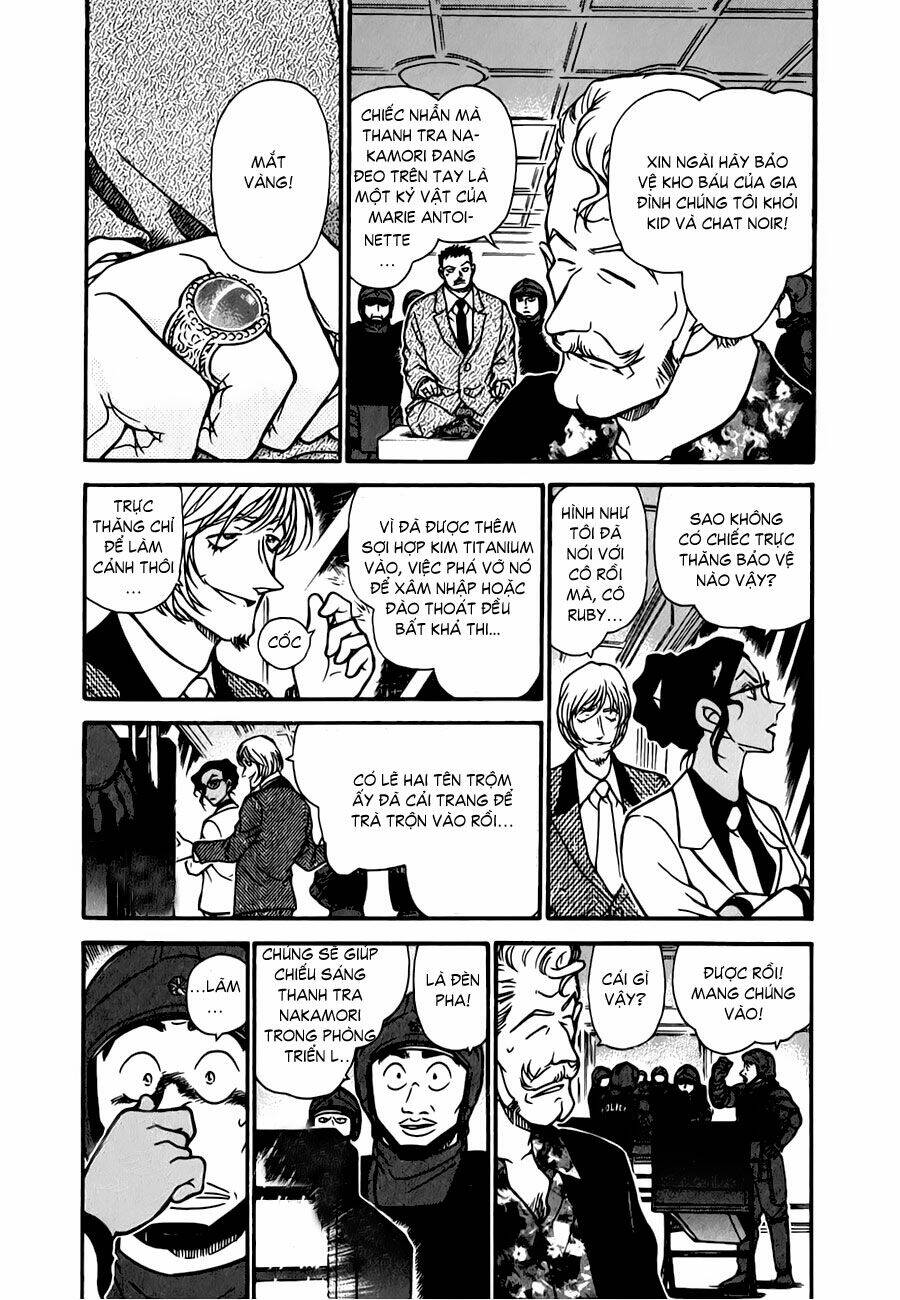 XIN NGÀI HÃY BẢO
VỆ KHO BÁU CỦA GIA
ĐÌNH CHÚNG TÔI KHỎI
KID VÀ CHAT NOIR!
CHIẾC NHẪN MÀ
THANH TRA NA-
KAMORI ĐANG
ĐEO TRÊN TAY LÀ
MỘT KỶ VẬT CỦA
MARIE ANTOI-
NETTE
...
MẮT
VÀNG!
SAO KHÔNG
CÓ CHIẾC TRỰC
THĂNG BẢO VỆ
NÀO VẬY?
HÌNH NHƯ
TÔI ĐÃ
NÓI VỚI
CÔ RỒI
MÀ, CÔ
RUBY...
VÌ ĐÃ ĐƯỢC THÊM
SỢI HỢP KIM TITANIUM
VÀO, VIỆC PHÁ VỠ NÓ
ĐỂ XÂM NHẬP HOẶC
ĐÀO THOÁT ĐỀU
BẤT KHẢ THI...
CỐC
TRỰC
THĂNG CHỈ
ĐỂ LÀM
CẢNH THÔI
...
CÓ LẼ HAI TÊN TRỘM
ẤY ĐÃ CẢI TRANG ĐỂ
TRÀ TRỘN VÀO RỒI...
ĐƯỢC RỒI!
MANG CHÚNG
VÀO!
CÁI GÌ
VẬY?
LÀ ĐÈN
PHA!
CHÚNG SẼ GIÚP
CHIẾU SÁNG
THANH TRA
NAKAMORI
TRONG PHÒNG
TRIỂN L...
...LÃM
...